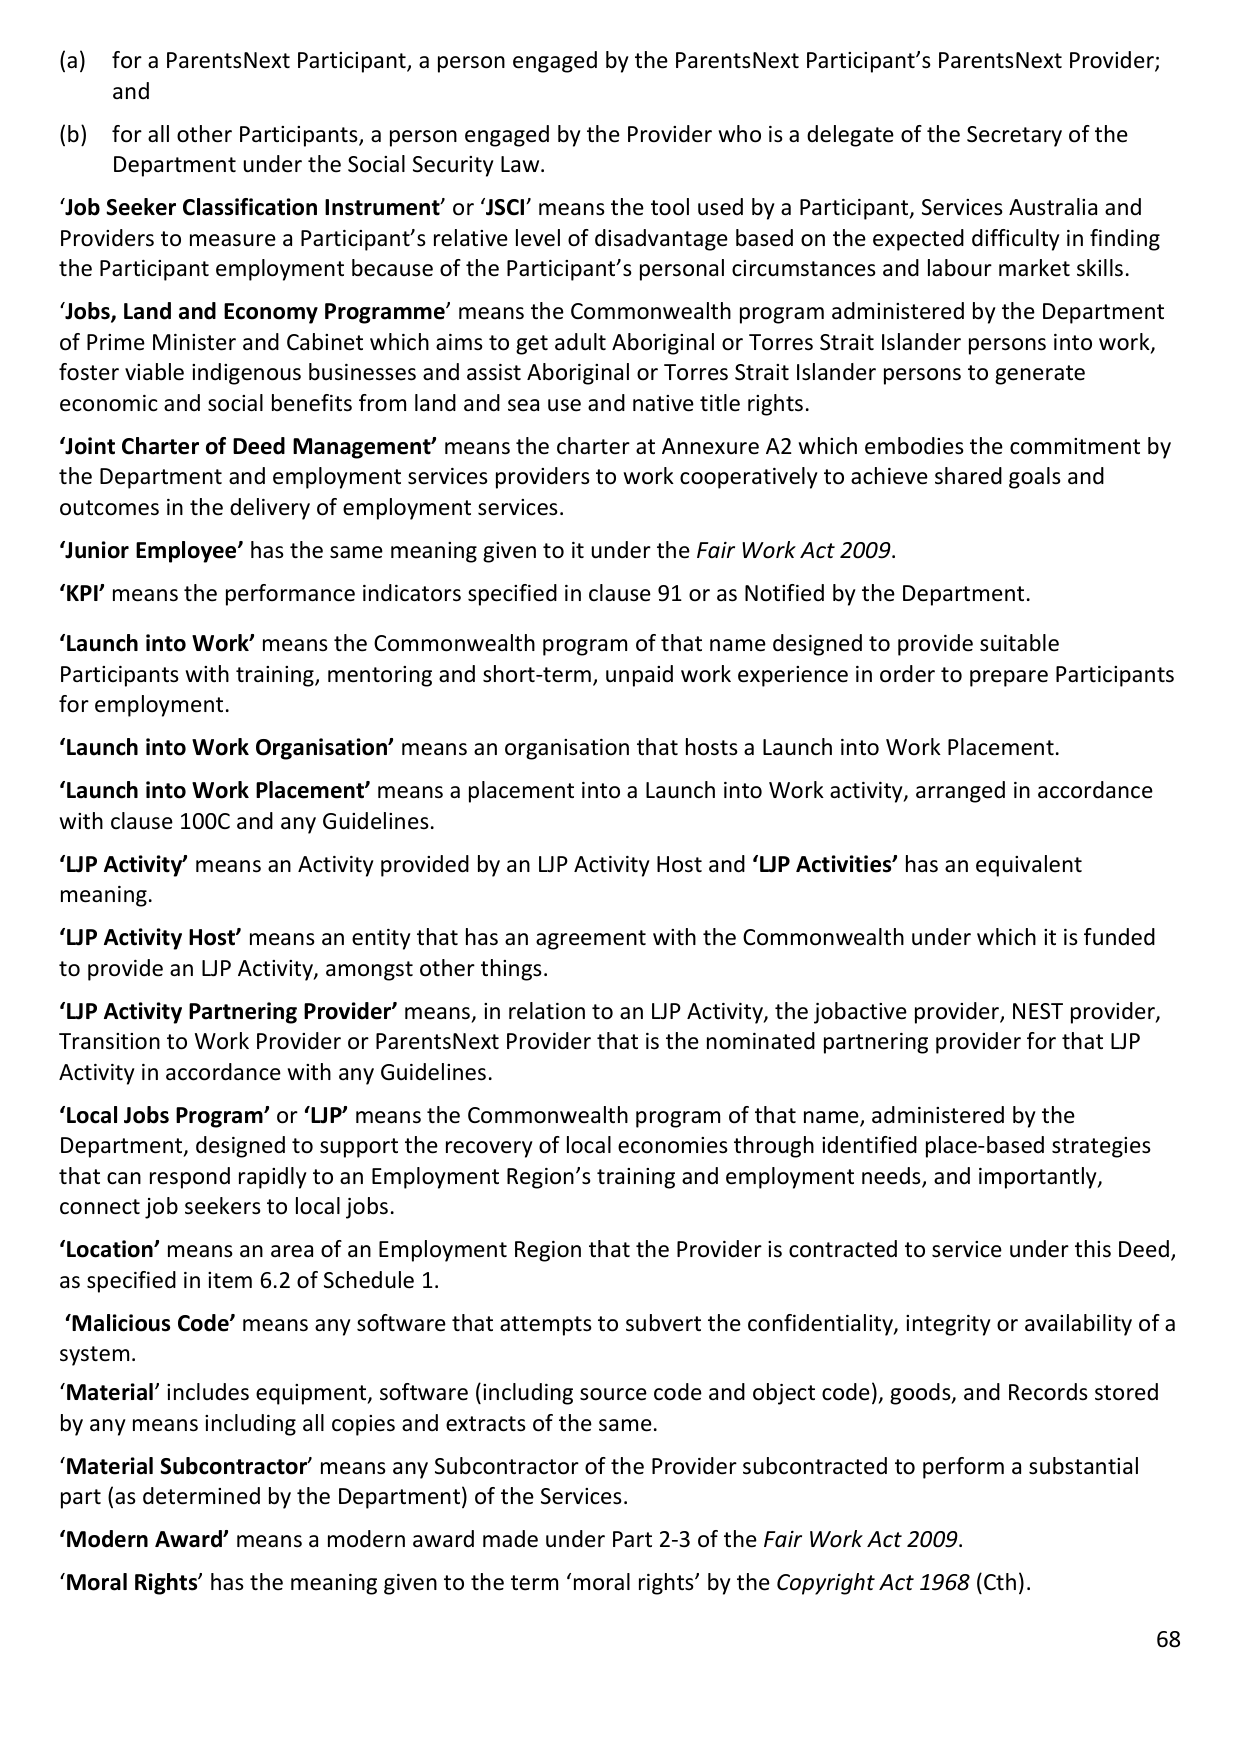 (a) for a ParentsNext Participant, a person engaged by the ParentsNext Participant’s ParentsNext Provider;
and
(b) for all other Participants, a person engaged by the Provider who is a delegate of the Secretary of the
Department under the Social Security Law.
‘Job Seeker Classification Instrument’ or ‘JSCI’ means the tool used by a Participant, Services Australia and
Providers to measure a Participant’s relative level of disadvantage based on the expected difficulty in finding
the Participant employment because of the Participant’s personal circumstances and labour market skills.
‘Jobs, Land and Economy Programme’ means the Commonwealth program administered by the Department
of Prime Minister and Cabinet which aims to get adult Aboriginal or Torres Strait Islander persons into work,
foster viable indigenous businesses and assist Aboriginal or Torres Strait Islander persons to generate
economic and social benefits from land and sea use and native title rights.
‘Joint Charter of Deed Management’ means the charter at Annexure A2 which embodies the commitment by
the Department and employment services providers to work cooperatively to achieve shared goals and
outcomes in the delivery of employment services.
‘Junior Employee’ has the same meaning given to it under the Fair Work Act 2009.
‘KPI’ means the performance indicators specified in clause 91 or as Notified by the Department.
‘Launch into Work’ means the Commonwealth program of that name designed to provide suitable
Participants with training, mentoring and short-term, unpaid work experience in order to prepare Participants
for employment.
‘Launch into Work Organisation’ means an organisation that hosts a Launch into Work Placement.
‘Launch into Work Placement’ means a placement into a Launch into Work activity, arranged in accordance
with clause 100C and any Guidelines.
‘LJP Activity’ means an Activity provided by an LJP Activity Host and ‘LJP Activities’ has an equivalent
meaning.
‘LJP Activity Host’ means an entity that has an agreement with the Commonwealth under which it is funded
to provide an LJP Activity, amongst other things.
‘LJP Activity Partnering Provider’ means, in relation to an LJP Activity, the jobactive provider, NEST provider,
Transition to Work Provider or ParentsNext Provider that is the nominated partnering provider for that LJP
Activity in accordance with any Guidelines.
‘Local Jobs Program’ or ‘LJP’ means the Commonwealth program of that name, administered by the
Department, designed to support the recovery of local economies through identified place-based strategies
that can respond rapidly to an Employment Region’s training and employment needs, and importantly,
connect job seekers to local jobs.
‘Location’ means an area of an Employment Region that the Provider is contracted to service under this Deed,
as specified in item 6.2 of Schedule 1.
‘Malicious Code’ means any software that attempts to subvert the confidentiality, integrity or availability of a
system.
‘Material’ includes equipment, software (including source code and object code), goods, and Records stored
by any means including all copies and extracts of the same.
‘Material Subcontractor’ means any Subcontractor of the Provider subcontracted to perform a substantial
part (as determined by the Department) of the Services.
‘Modern Award’ means a modern award made under Part 2-3 of the Fair Work Act 2009.
‘Moral Rights’ has the meaning given to the term ‘moral rights’ by the Copyright Act 1968 (Cth).
68